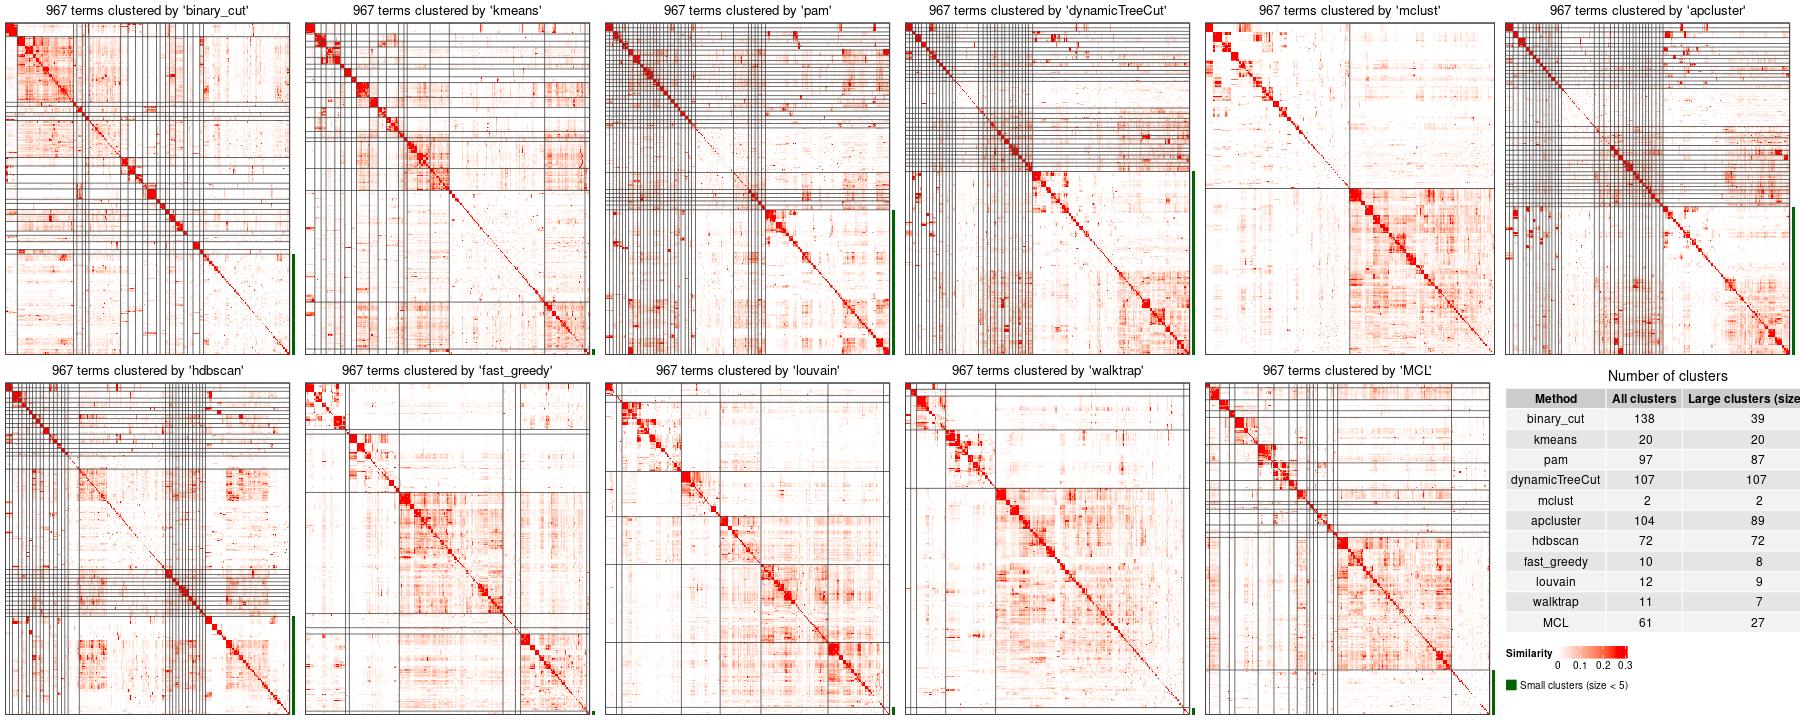 967 terms clustered by 'binary_cut'
967 terms clustered by 'kmeans'
967 terms clustered by 'pam'
967 terms clustered by 'dynamicTreeCut'
967 terms clustered by 'mclust'
967 terms clustered by 'apcluster'
967 terms clustered by 'hdbscan'
967 terms clustered by 'fast_greedy'
967 terms clustered by 'louvain'
967 terms clustered by 'walktrap'
967 terms clustered by 'MCL'
Number of clusters
Method All clusters Large clusters (size
binary_cut 138 39
kmeans 20 20
pam 97 87
dynamicTreeCut 107 107
mclust 2 2
apcluster 104 89
hdbscan 72 72
fast_greedy 10 8
louvain 12 9
walktrap 11 7
MCL 61 27
Similarity
0 0.1 0.2 0.3
Small clusters (size < 5)